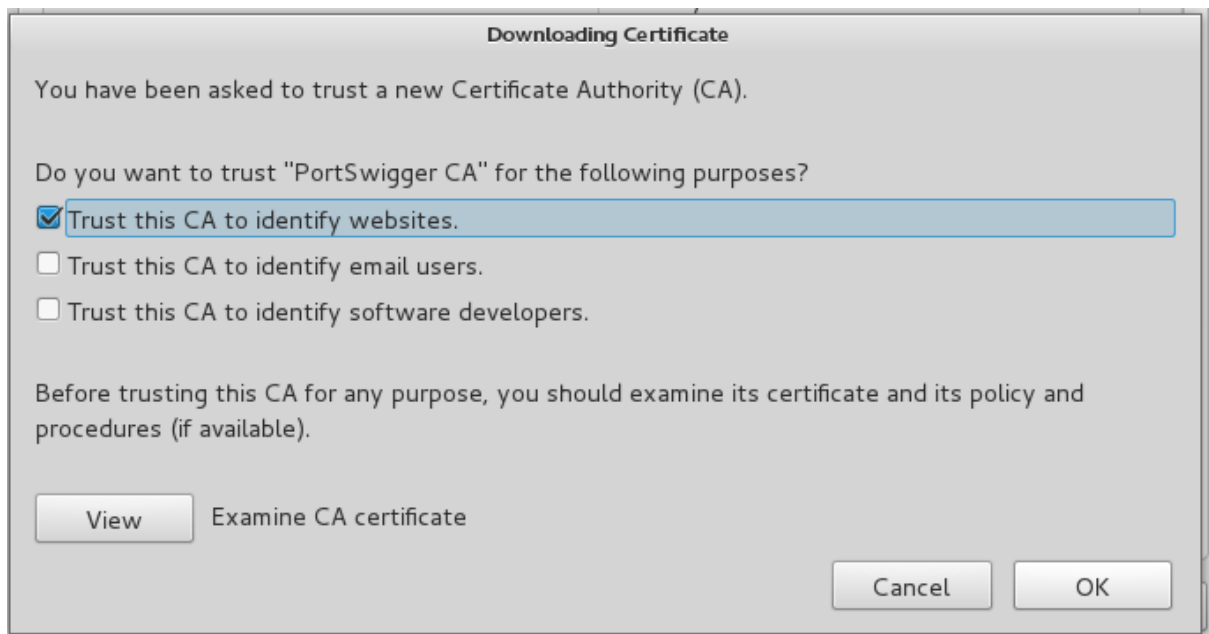 Downloading Certificate
You have been asked to trust a new Certificate Authority (CA).
Do you want to trust "PortSwigger CA" for the following purposes?
Trust this CA to identify websites.
Trust this CA to identify email users.
Trust this CA to identify software developers.
Before trusting this CA for any purpose, you should examine its certificate and its policy and
procedures (if available).
View Examine CA certificate
Cancel OK